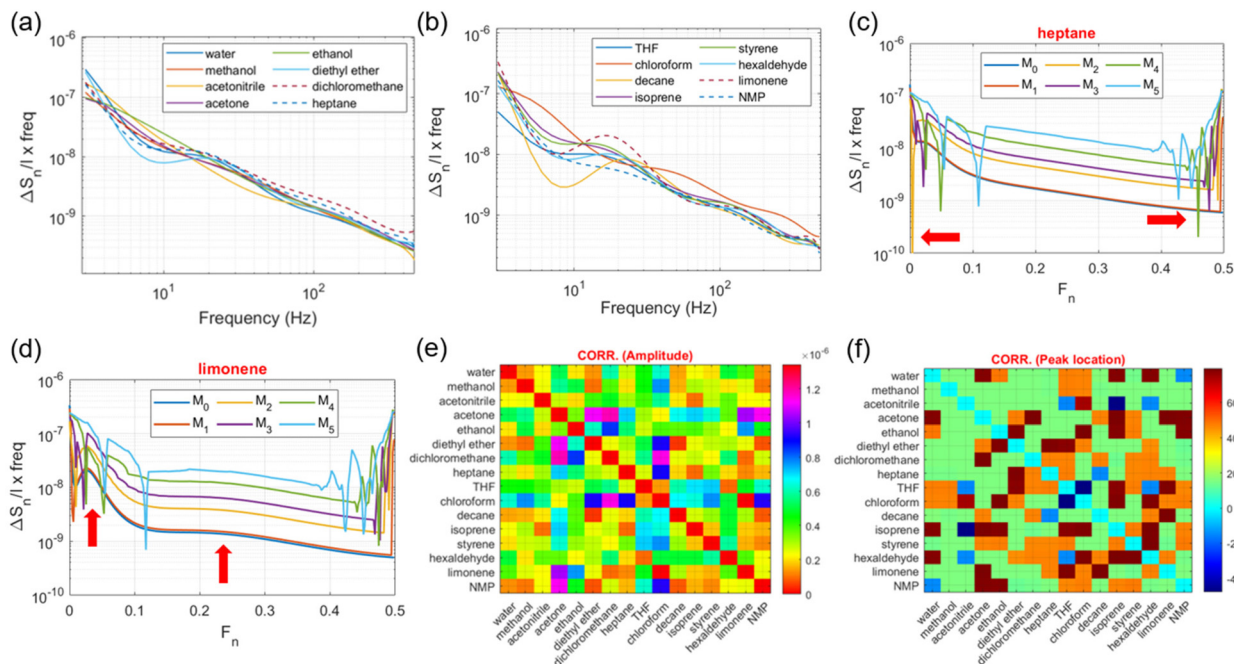 (a)
10^-6
10^-7
10^-8
10^-9
ΔS_n/I x freq
water
methanol
acetonitrile
acetone
ethanol
diethyl ether
dichloromethane
heptane
10^1
10^2
Frequency (Hz)
(b)
10^-6
10^-7
10^-8
10^-9
ΔS_n/I x freq
THF
chloroform
decane
isoprene
styrene
hexaldehyde
limonene
NMP
10^1
10^2
Frequency (Hz)
(c)
heptane
10^-6
10^-7
10^-8
10^-9
10^-10
ΔS_n/I x freq
M_0 M_2 M_4
M_1 M_3 M_5
0 0.1 0.2 0.3 0.4 0.5
F_n
(d)
limonene
10^-6
10^-7
10^-8
10^-9
10^-10
ΔS_n/I x freq
M_0 M_2 M_4
M_1 M_3 M_5
0 0.1 0.2 0.3 0.4 0.5
F_n
(e)
CORR. (Amplitude)
× 10^-6
water
methanol
acetonitrile
acetone
ethanol
diethyl ether
dichloromethane
heptane
THF
chloroform
decane
isoprene
styrene
hexaldehyde
limonene
NMP
water
methanol
acetonitrile
acetone
ethanol
diethyl ether
dichloromethane
heptane
THF
chloroform
decane
isoprene
styrene
hexaldehyde
limonene
NMP
1.2
1
0.8
0.6
0.4
0.2
0
(f)
CORR. (Peak location)
water
methanol
acetonitrile
acetone
ethanol
diethyl ether
dichloromethane
heptane
THF
chloroform
decane
isoprene
styrene
hexaldehyde
limonene
NMP
water
methanol
acetonitrile
acetone
ethanol
diethyl ether
dichloromethane
heptane
THF
chloroform
decane
isoprene
styrene
hexaldehyde
limonene
NMP
60
40
20
0
-20
-40